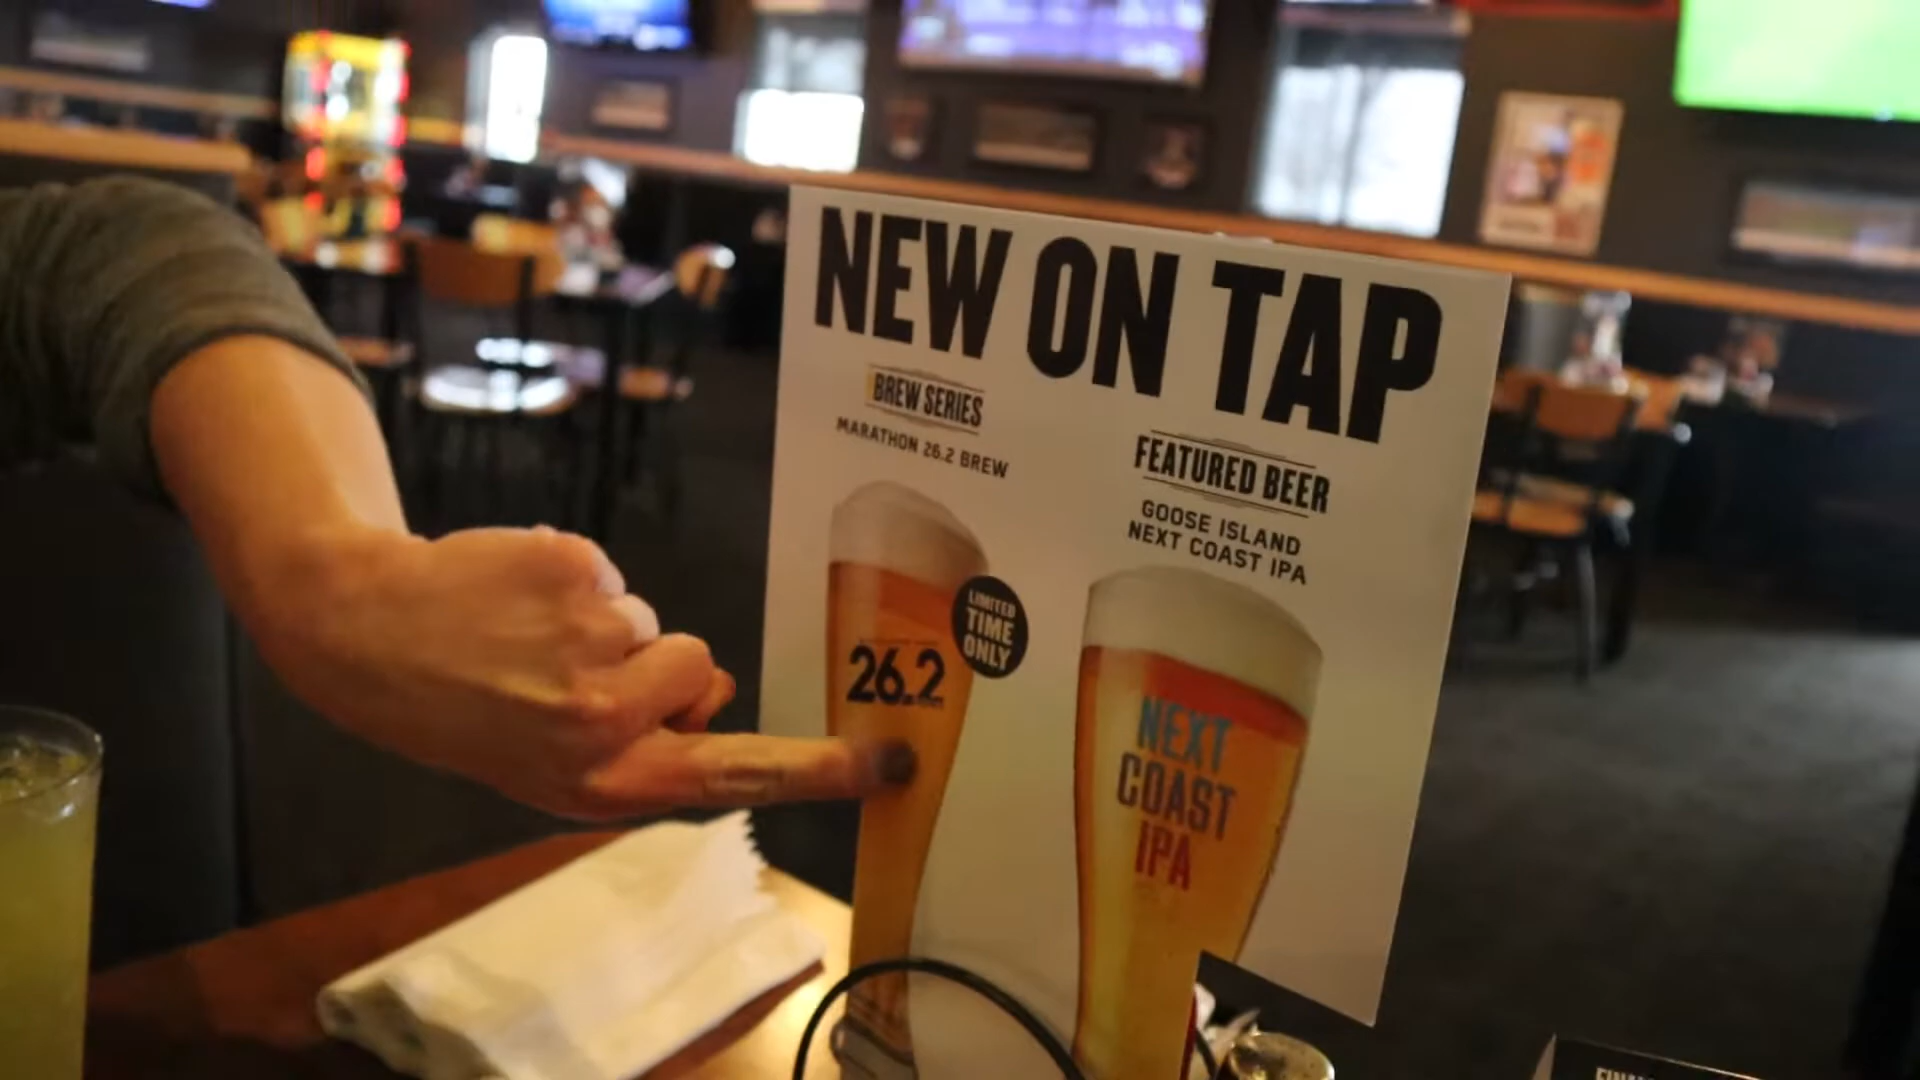 NEW ON TAP
BREW SERIES
MARATHON 26.2 BREW
FEATURED BEER
GOOSE ISLAND
NEXT COAST IPA
LIMITED
TIME
ONLY
26.2
NEXT
COAST
IPA